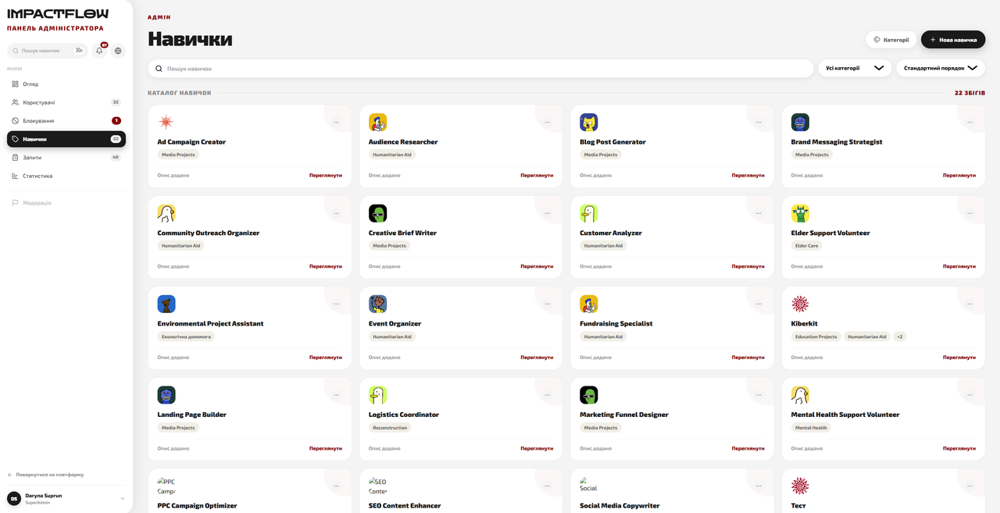 IMPACTFLOW
ПАНЕЛЬ АДМІНІСТРАТОРА
Пошук навичок
⌘K
87
МЕНЮ
Огляд
Користувачі 22
Блокування 1
Навички 22
Запити 40
Статистика
Модерація
Повернутися на платформу
DS
Daryna Suprun
SuperAdmin
АДМІН
Навички
Категорії
+ Нова навичка
Пошук навичок
Усі категорії
Стандартний порядок
КАТАЛОГ НАВИЧОК
22 ЗБІГІВ
Ad Campaign Creator
Media Projects
Опис додано Переглянути
Audience Researcher
Humanitarian Aid
Опис додано Переглянути
Blog Post Generator
Media Projects
Опис додано Переглянути
Brand Messaging Strategist
Media Projects
Опис додано Переглянути
Community Outreach Organizer
Humanitarian Aid
Опис додано Переглянути
Creative Brief Writer
Media Projects
Опис додано Переглянути
Customer Analyzer
Humanitarian Aid
Опис додано Переглянути
Elder Support Volunteer
Elder Care
Опис додано Переглянути
Environmental Project Assistant
Екологічна допомога
Опис додано Переглянути
Event Organizer
Humanitarian Aid
Опис додано Переглянути
Fundraising Specialist
Humanitarian Aid
Опис додано Переглянути
Kiberkit
Education Projects Humanitarian Aid +2
Опис додано Переглянути
Landing Page Builder
Media Projects
Опис додано Переглянути
Logistics Coordinator
Reconstruction
Опис додано Переглянути
Marketing Funnel Designer
Media Projects
Опис додано Переглянути
Mental Health Support Volunteer
Mental Health
Опис додано Переглянути
PPC
PPC Campaign Optimizer
SEO
SEO Content Enhancer
Social
Social Media Copywriter
Тест